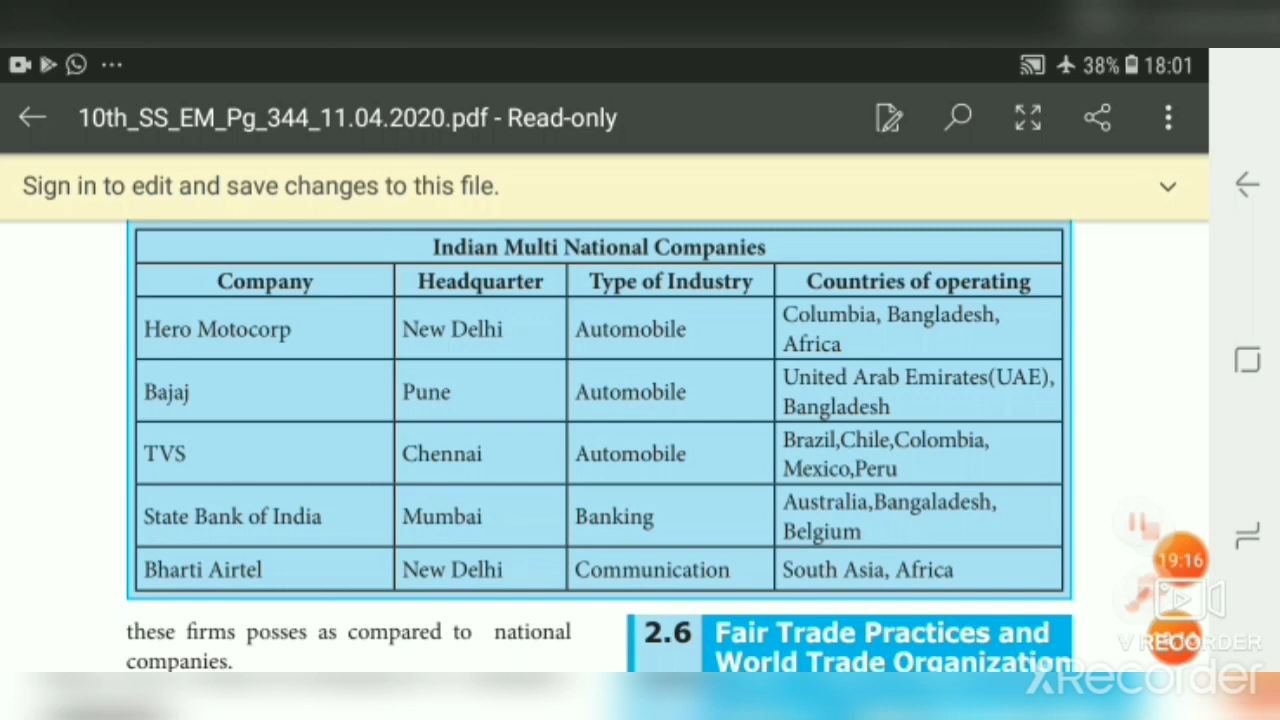 38% 18:01
10th_SS_EM_Pg_344_11.04.2020.pdf - Read-only
Sign in to edit and save changes to this file.
Indian Multi National Companies
Company Headquarter Type of Industry Countries of operating
Hero Motocorp New Delhi Automobile Columbia, Bangladesh,
Africa
Bajaj Pune Automobile United Arab Emirates(UAE),
Bangladesh
TVS Chennai Automobile Brazil,Chile,Colombia,
Mexico,Peru
State Bank of India Mumbai Banking Australia,Bangaladesh,
Belgium
Bharti Airtel New Delhi Communication South Asia, Africa
these firms posses as compared to national
companies.
2.6 Fair Trade Practices and
World Trade Organization
19:16
V RECORDER
XRecorder